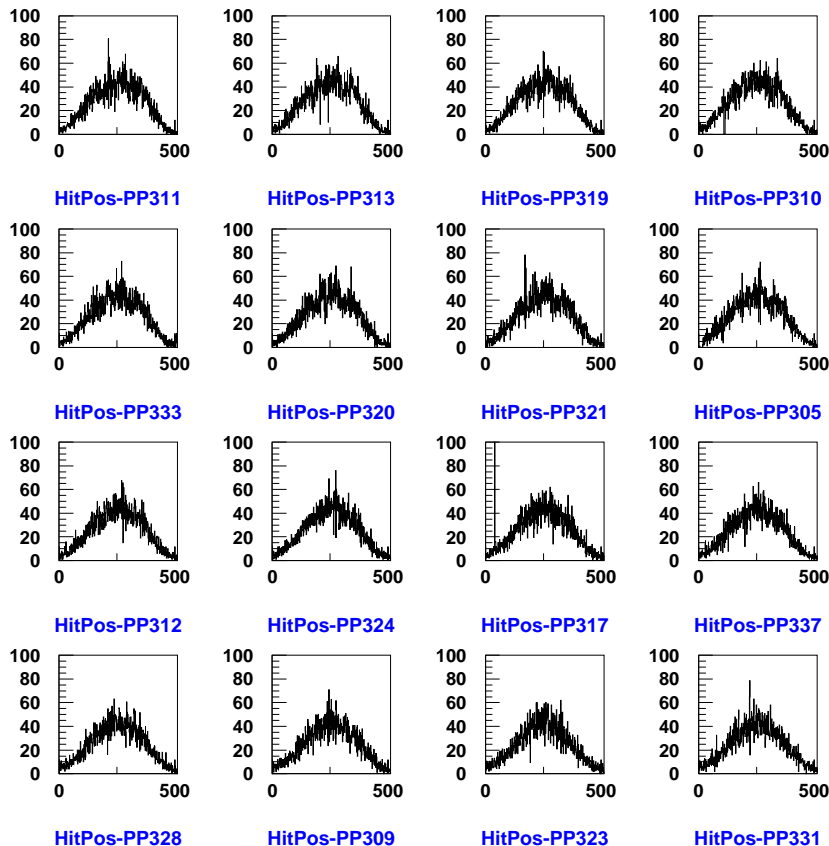 100 100 100 100
80 80 80 80
60 60 60 60
40 40 40 40
20 20 20 20
0 0 0 0
0 500 0 500 0 500 0 500
HitPos-PP311 HitPos-PP313 HitPos-PP319 HitPos-PP310
100 100 100 100
80 80 80 80
60 60 60 60
40 40 40 40
20 20 20 20
0 0 0 0
0 500 0 500 0 500 0 500
HitPos-PP333 HitPos-PP320 HitPos-PP321 HitPos-PP305
100 100 100 100
80 80 80 80
60 60 60 60
40 40 40 40
20 20 20 20
0 0 0 0
0 500 0 500 0 500 0 500
HitPos-PP312 HitPos-PP324 HitPos-PP317 HitPos-PP337
100 100 100 100
80 80 80 80
60 60 60 60
40 40 40 40
20 20 20 20
0 0 0 0
0 500 0 500 0 500 0 500
HitPos-PP328 HitPos-PP309 HitPos-PP323 HitPos-PP331